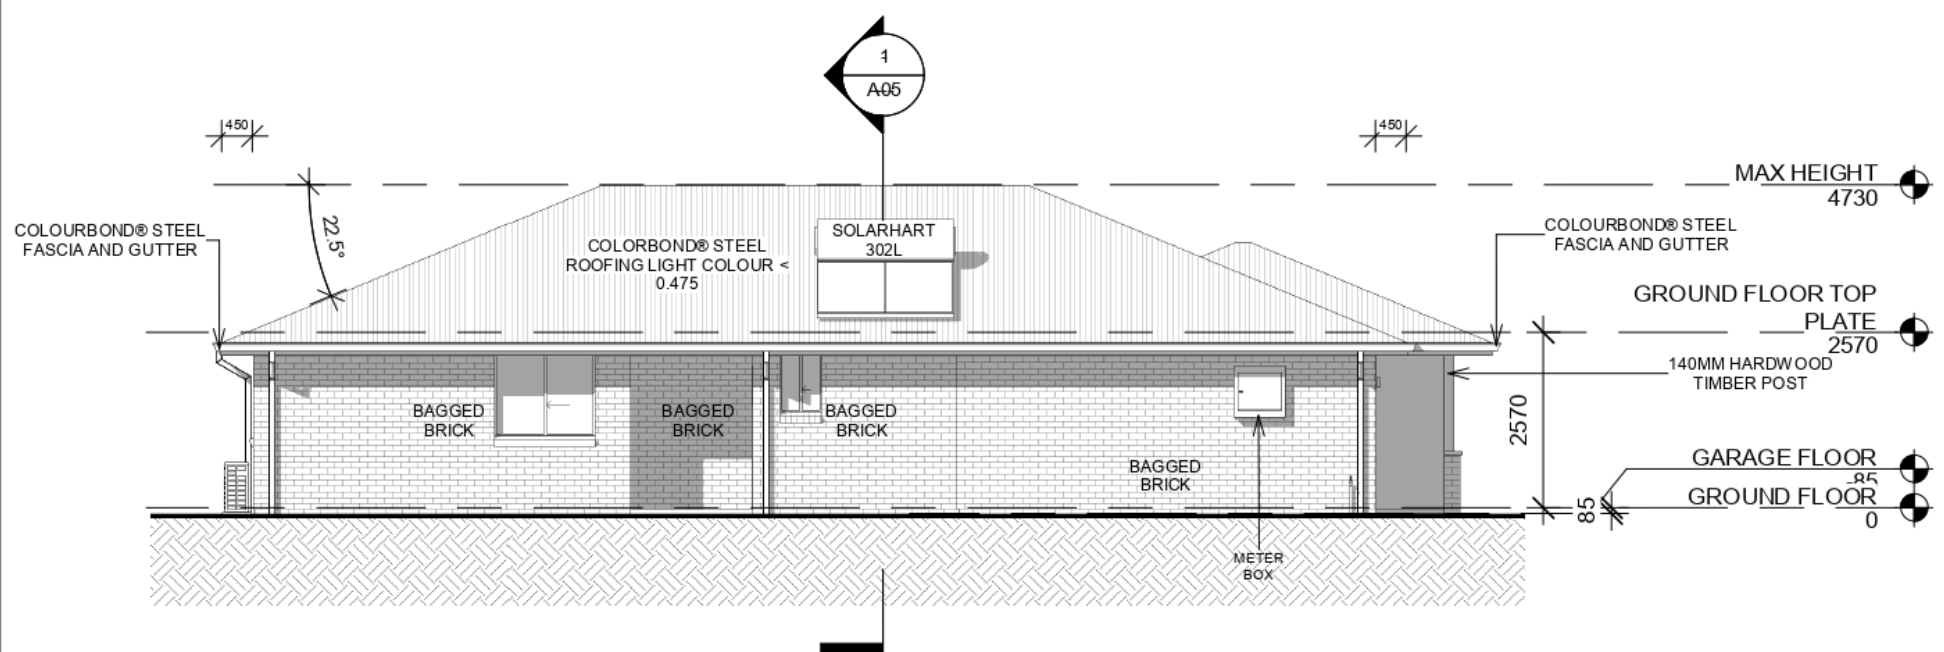 1
A05
450
450
MAX HEIGHT
4730
COLOURBOND® STEEL
FASCIA AND GUTTER
22.5°
COLORBOND® STEEL
ROOFING LIGHT COLOUR <
0.475
SOLARHART
302L
COLOURBOND® STEEL
FASCIA AND GUTTER
GROUND FLOOR TOP
PLATE
2570
140MM HARDWOOD
TIMBER POST
BAGGED
BRICK
BAGGED
BRICK
BAGGED
BRICK
BAGGED
BRICK
2570
GARAGE FLOOR
-85
GROUND FLOOR
0
85
METER
BOX